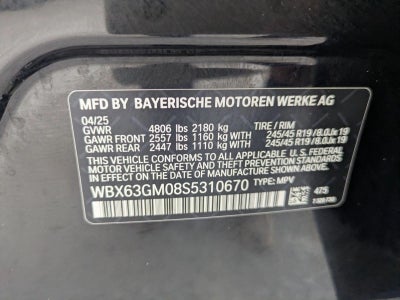 MFD BY BAYERISCHE MOTOREN WERKE AG
04/25
GVWR 4806 lbs 2180 kg TIRE / RIM
GAWR FRONT 2557 lbs 1160 kg 245/45 R19 / 8.0Jx19
GAWR REAR 2447 lbs 1110 kg 245/45 R19 / 8.0Jx19
THIS VEHICLE CONFORMS TO ALL APPLICABLE U.S. FEDERAL
MOTOR VEHICLE SAFETY AND THEFT PREVENTION STANDARDS
IN EFFECT ON THE DATE OF MANUFACTURE SHOWN ABOVE.
WBX63GM08S5310670 TYPE: MPV
475